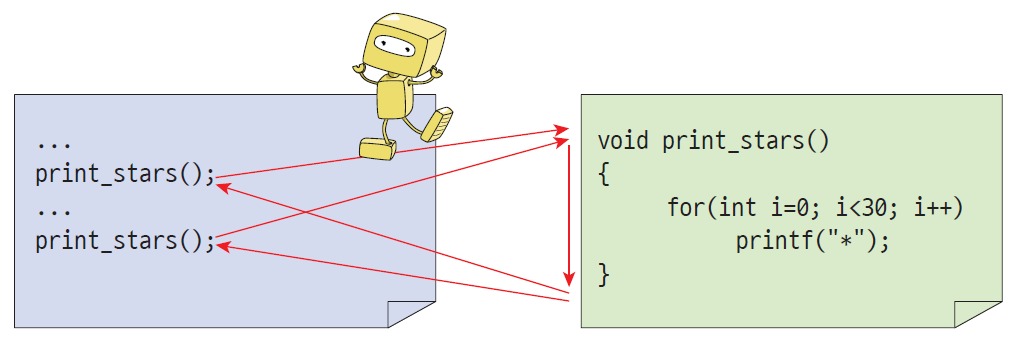 ...
print_stars();
...
print_stars();
void print_stars()
{
for(int i=0; i<30; i++)
printf("*");
}